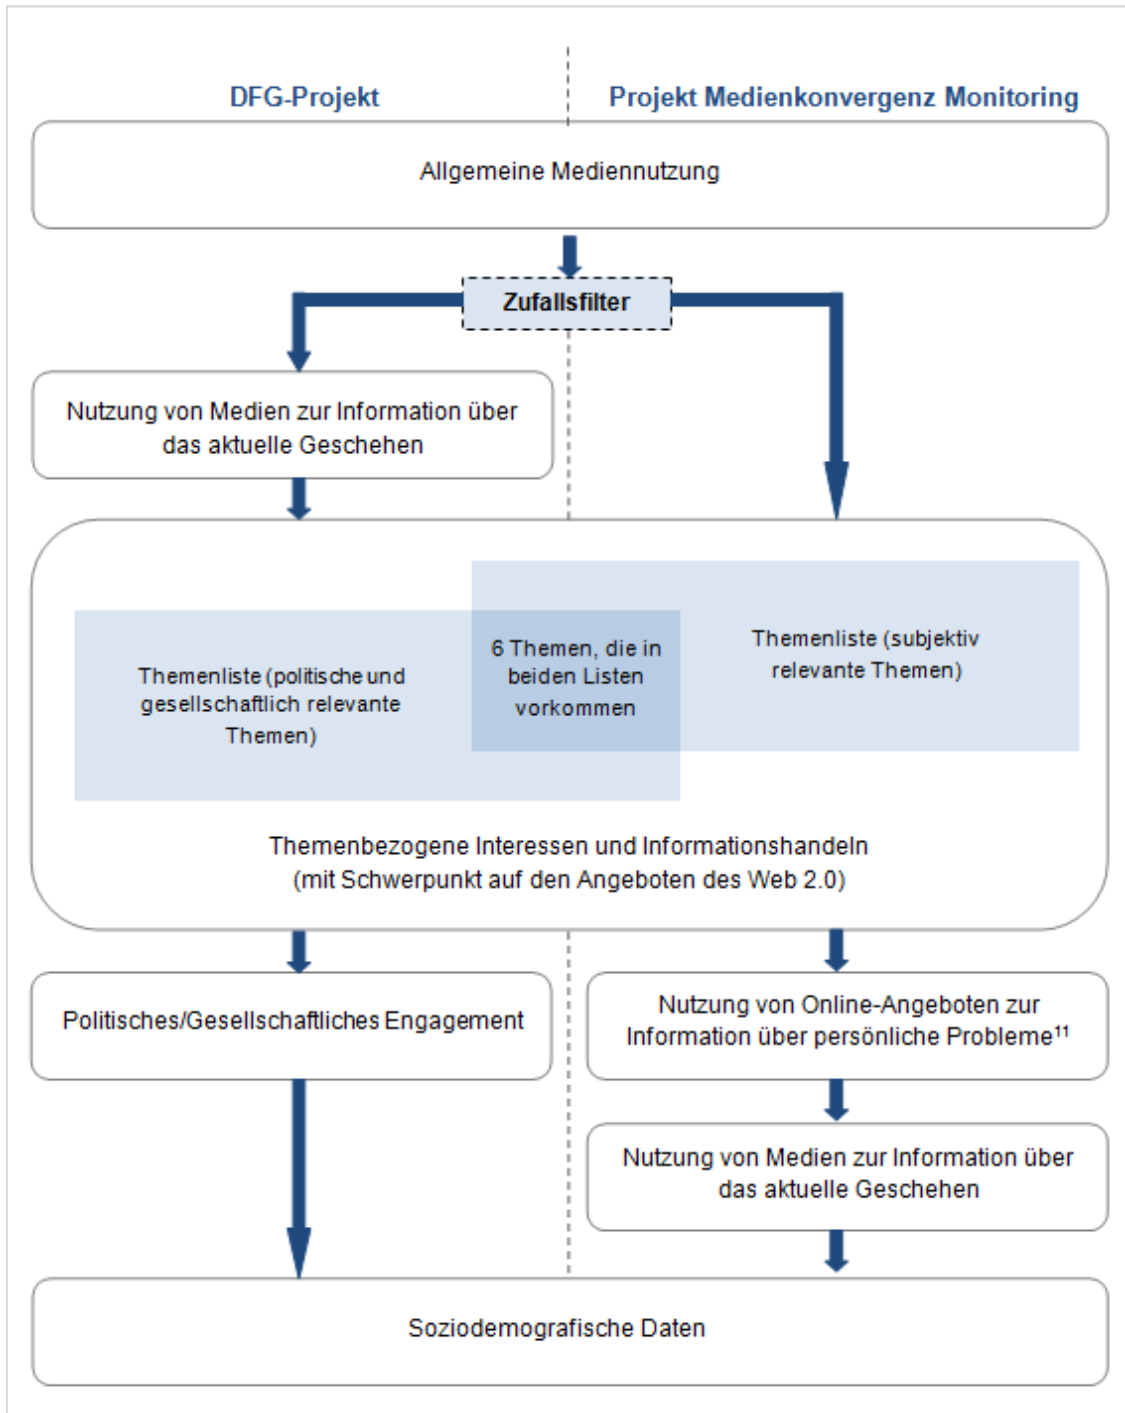 DFG-Projekt
Projekt Medienkonvergenz Monitoring
Allgemeine Mediennutzung
Zufallsfilter
Nutzung von Medien zur Information über
das aktuelle Geschehen
Themenliste (politische und
gesellschaftlich relevante
Themen)
6 Themen, die in
beiden Listen
vorkommen
Themenliste (subjektiv
relevante Themen)
Themenbezogene Interessen und Informationshandeln
(mit Schwerpunkt auf den Angeboten des Web 2.0)
Politisches/Gesellschaftliches Engagement
Nutzung von Online-Angeboten zur
Information über persönliche Probleme¹¹
Nutzung von Medien zur Information über
das aktuelle Geschehen
Soziodemografische Daten